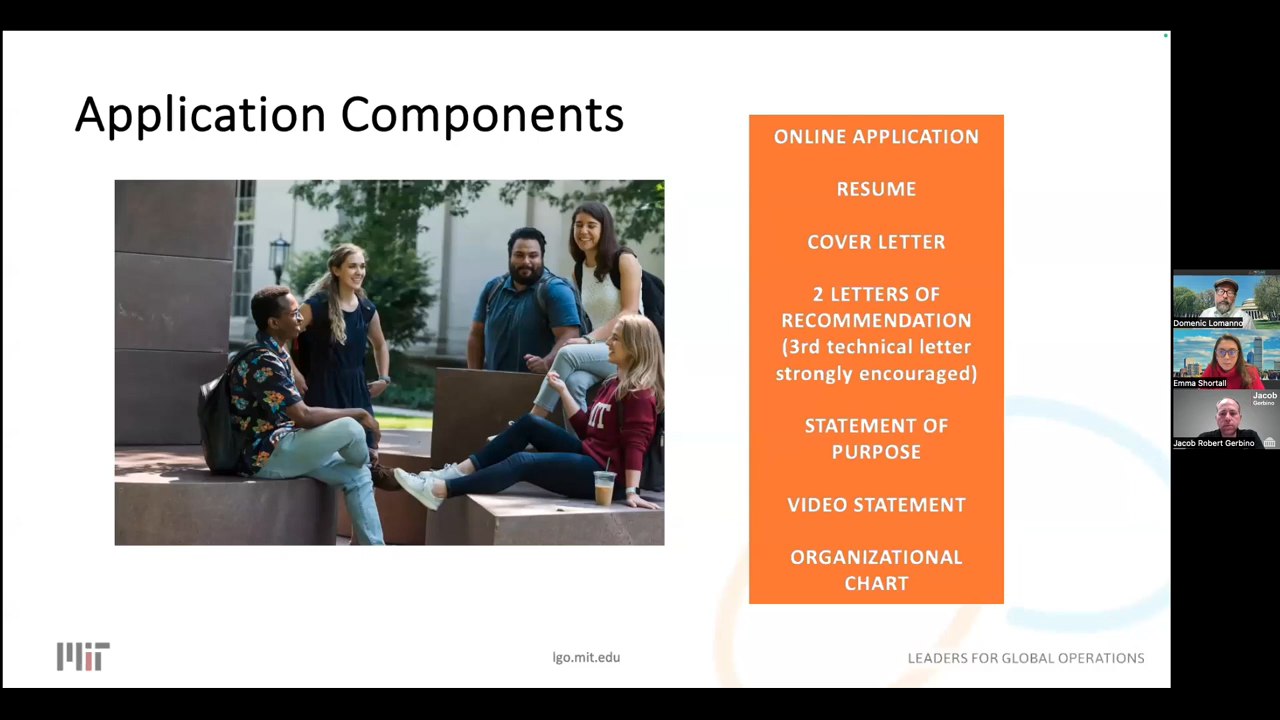 Application Components
ONLINE APPLICATION
RESUME
COVER LETTER
2 LETTERS OF
RECOMMENDATION
(3rd technical letter
strongly encouraged)
STATEMENT OF
PURPOSE
VIDEO STATEMENT
ORGANIZATIONAL
CHART
MIT
lgo.mit.edu
LEADERS FOR GLOBAL OPERATIONS
Domenic Lomanno
Emma Shortall
Jacob
Gerbino
Jacob Robert Gerbino